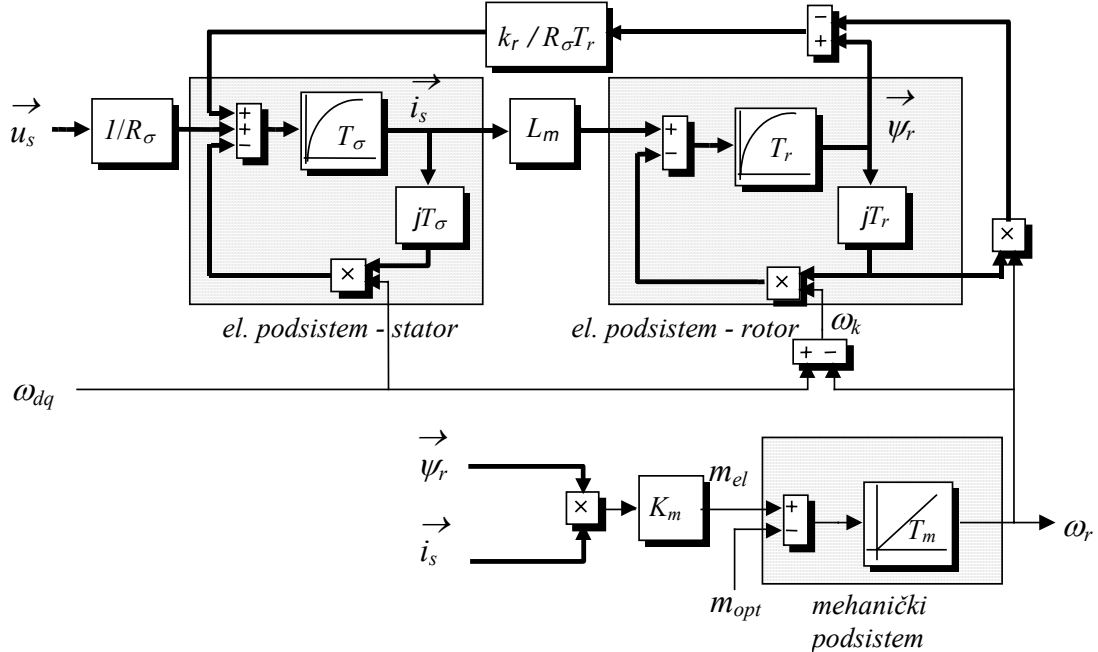 k_r / R_σT_r
−
+
u_s
1/R_σ
+
+
−
T_σ
i_s
L_m
+
−
T_r
ψ_r
jT_σ
jT_r
×
×
×
el. podsistem - stator
el. podsistem - rotor
ω_k
+ −
ω_dq
ψ_r
i_s
×
K_m
m_el
+
−
T_m
ω_r
m_opt
mehanički
podsistem